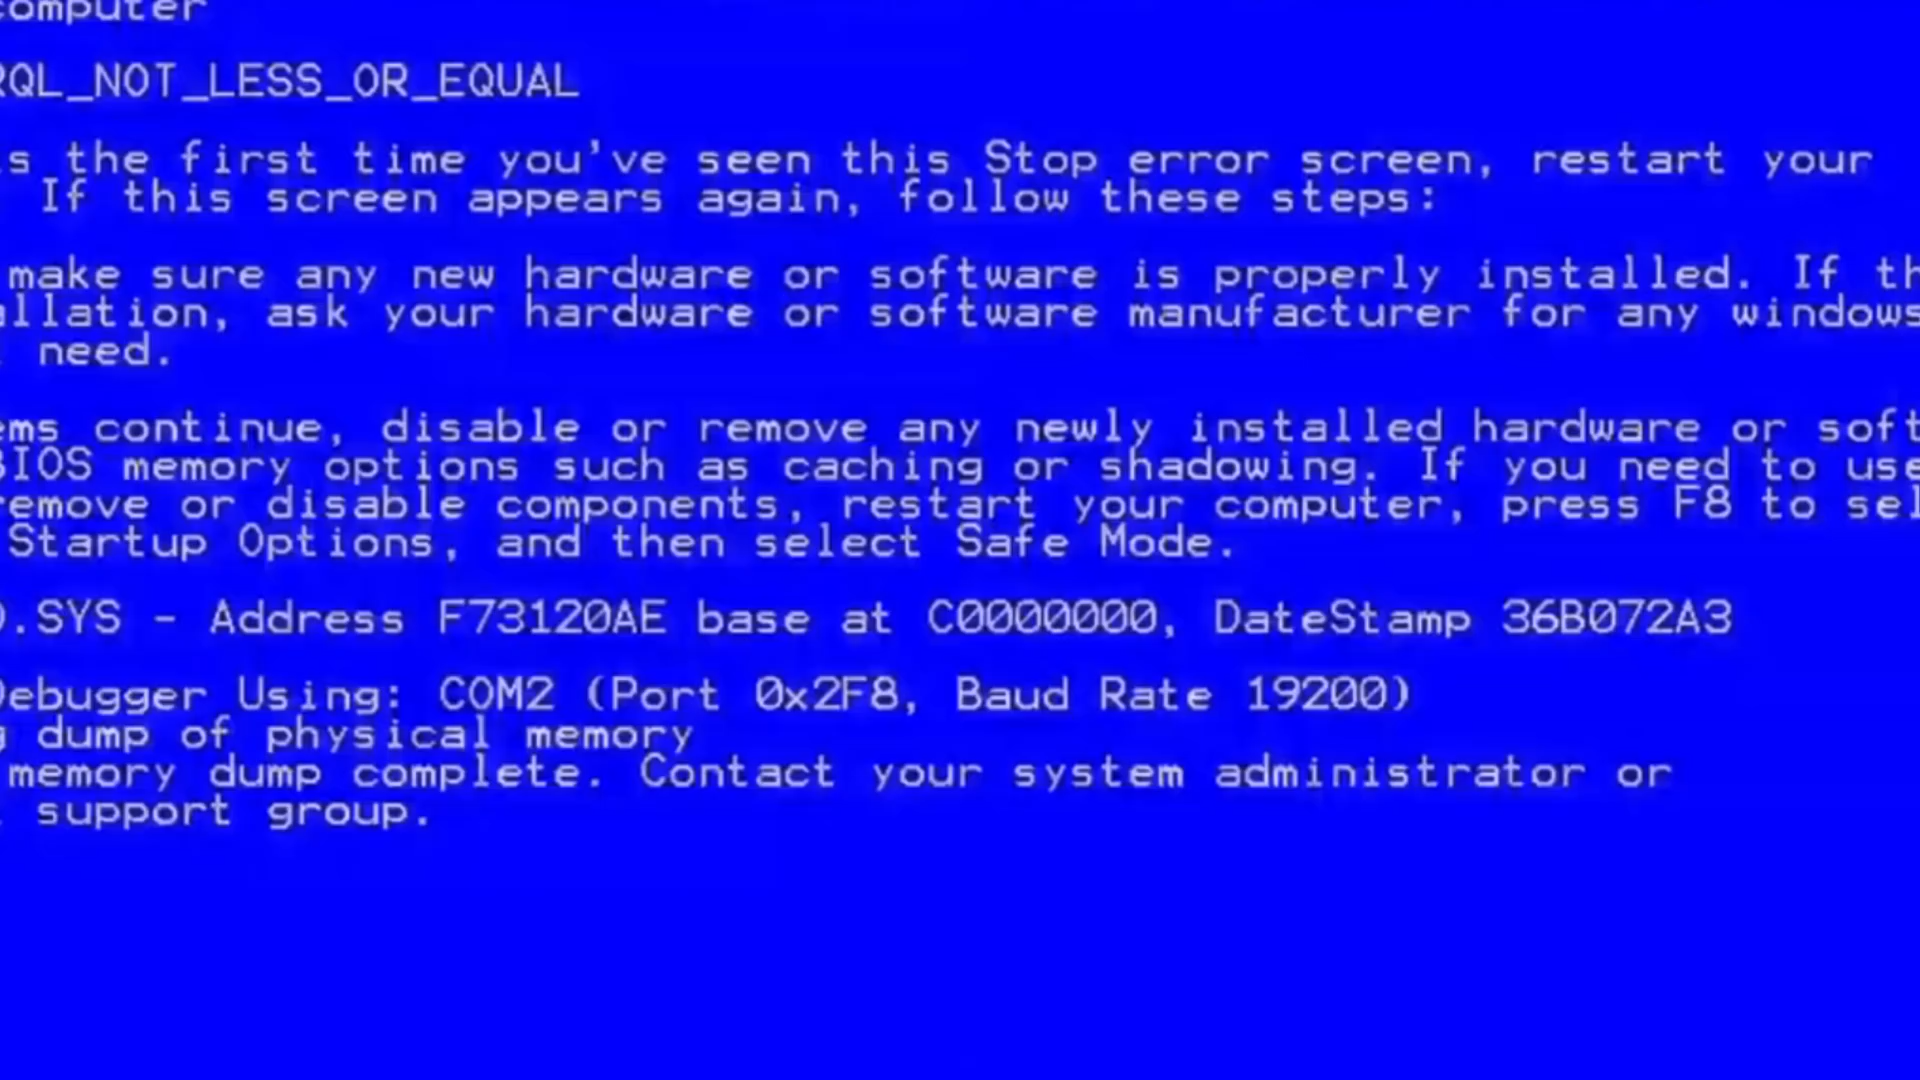 computer
RQL_NOT_LESS_OR_EQUAL
s the first time you've seen this Stop error screen, restart your
If this screen appears again, follow these steps:
make sure any new hardware or software is properly installed. If th
allation, ask your hardware or software manufacturer for any windows
need.
ems continue, disable or remove any newly installed hardware or soft
BIOS memory options such as caching or shadowing. If you need to use
remove or disable components, restart your computer, press F8 to sel
Startup Options, and then select Safe Mode.
.SYS - Address F73120AE base at C0000000, DateStamp 36B072A3
Debugger Using: COM2 (Port 0x2F8, Baud Rate 19200)
g dump of physical memory
memory dump complete. Contact your system administrator or
support group.